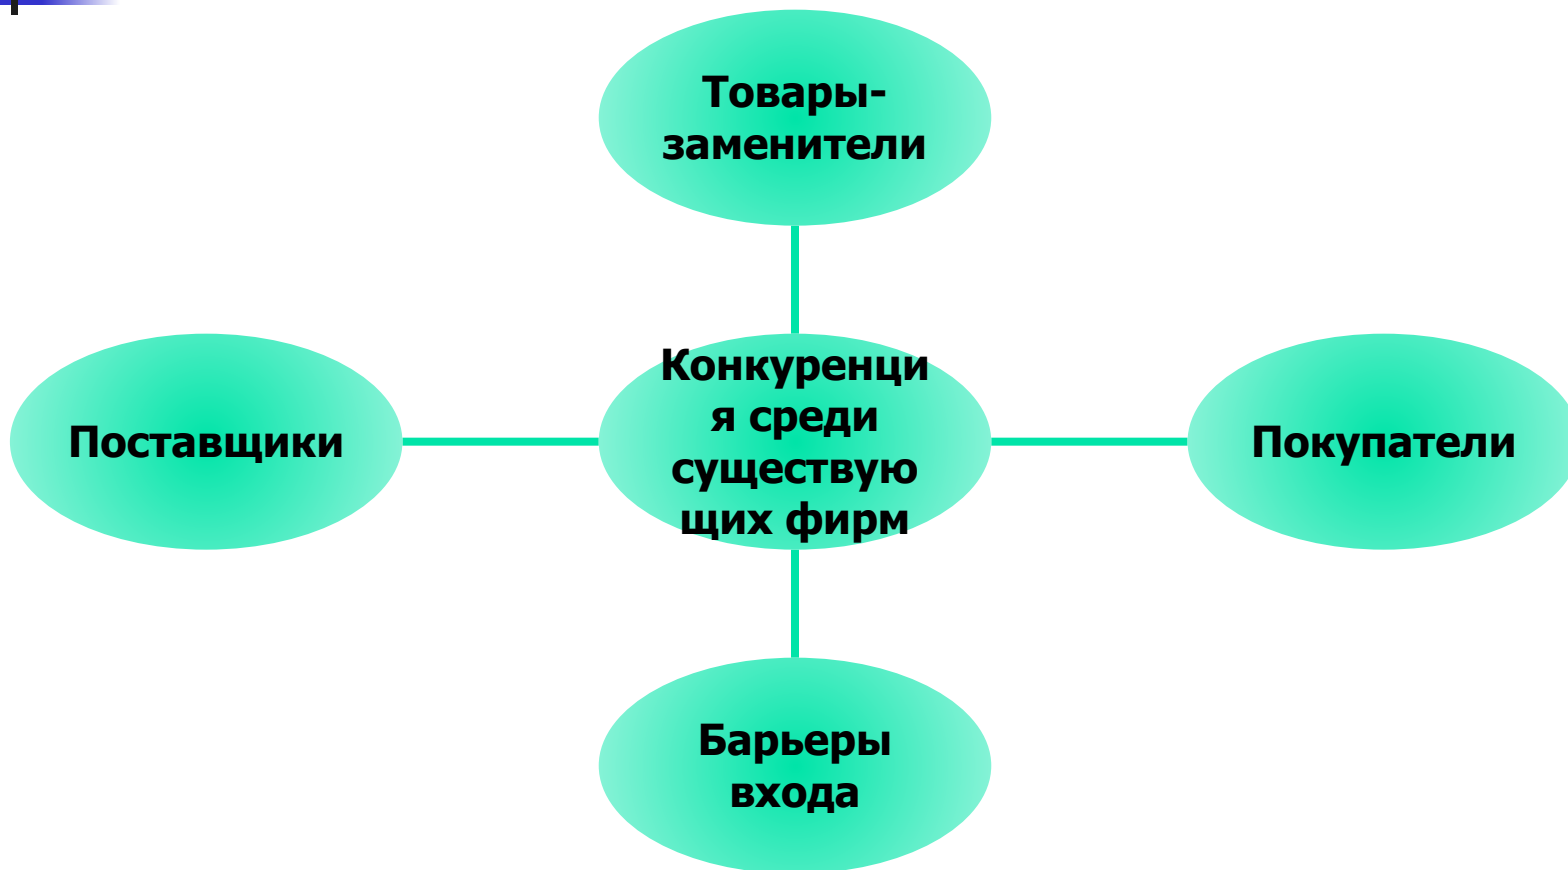 Товары-
заменители
Поставщики
Конкуренци
я среди
существую
щих фирм
Покупатели
Барьеры
входа